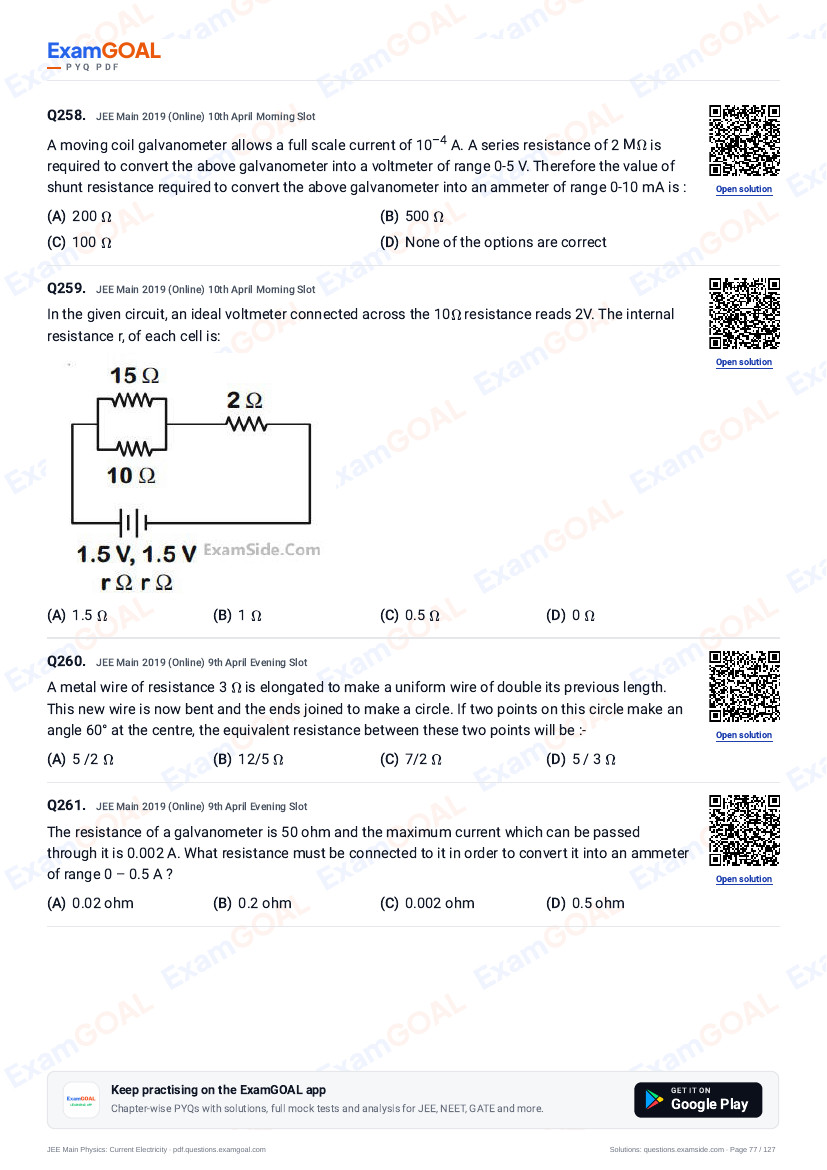 ExamGOAL
PYQ PDF
Q258. JEE Main 2019 (Online) 10th April Morning Slot
A moving coil galvanometer allows a full scale current of 10⁻⁴ A. A series resistance of 2 MΩ is
required to convert the above galvanometer into a voltmeter of range 0-5 V. Therefore the value of
shunt resistance required to convert the above galvanometer into an ammeter of range 0-10 mA is :
Open solution
(A) 200 Ω (B) 500 Ω
(C) 100 Ω (D) None of the options are correct
Q259. JEE Main 2019 (Online) 10th April Morning Slot
In the given circuit, an ideal voltmeter connected across the 10Ω resistance reads 2V. The internal
resistance r, of each cell is:
Open solution
15 Ω
2 Ω
10 Ω
1.5 V, 1.5 V ExamSide.Com
r Ω r Ω
(A) 1.5 Ω (B) 1 Ω (C) 0.5 Ω (D) 0 Ω
Q260. JEE Main 2019 (Online) 9th April Evening Slot
A metal wire of resistance 3 Ω is elongated to make a uniform wire of double its previous length.
This new wire is now bent and the ends joined to make a circle. If two points on this circle make an
angle 60° at the centre, the equivalent resistance between these two points will be :-
Open solution
(A) 5 /2 Ω (B) 12/5 Ω (C) 7/2 Ω (D) 5 / 3 Ω
Q261. JEE Main 2019 (Online) 9th April Evening Slot
The resistance of a galvanometer is 50 ohm and the maximum current which can be passed
through it is 0.002 A. What resistance must be connected to it in order to convert it into an ammeter
of range 0 – 0.5 A ?
Open solution
(A) 0.02 ohm (B) 0.2 ohm (C) 0.002 ohm (D) 0.5 ohm
ExamGOAL
Keep practising on the ExamGOAL app
Chapter-wise PYQs with solutions, full mock tests and analysis for JEE, NEET, GATE and more.
GET IT ON
Google Play
JEE Main Physics: Current Electricity · pdf.questions.examgoal.com
Solutions: questions.examside.com · Page 77 / 127